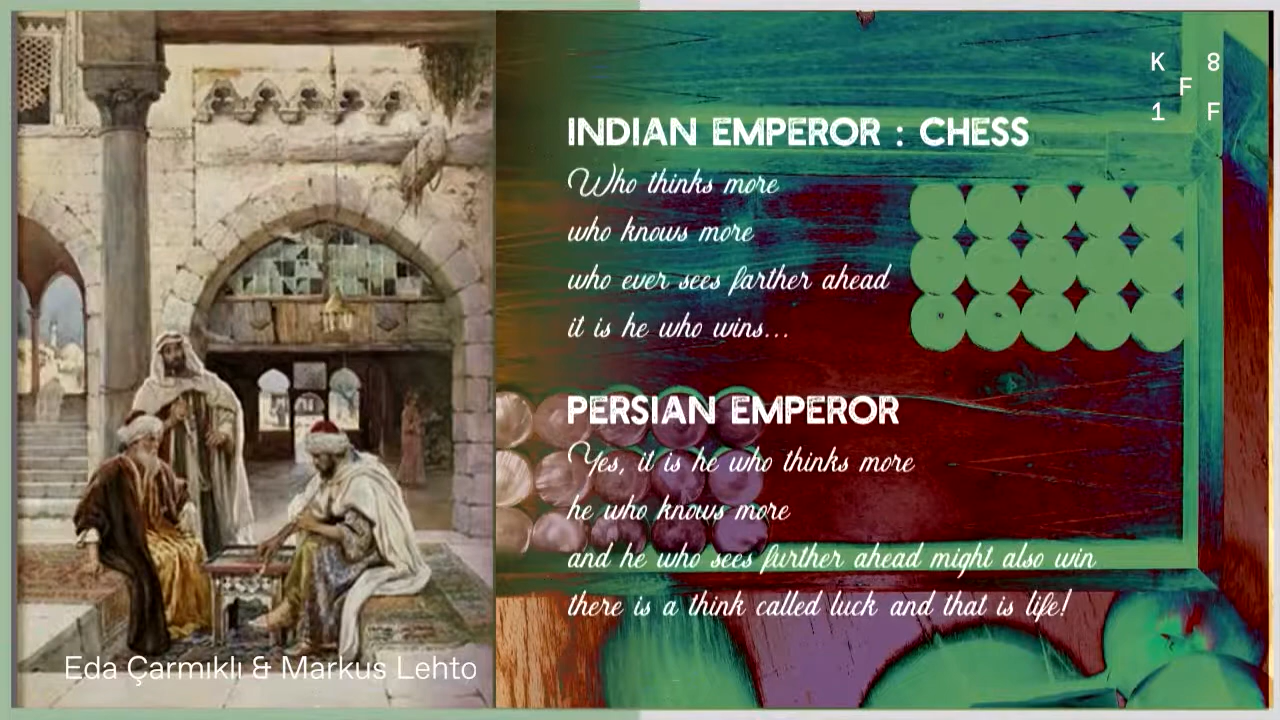 K 8
F
1 F
INDIAN EMPEROR : CHESS
Who thinks more
who knows more
who ever sees farther ahead
it is he who wins...
PERSIAN EMPEROR
Yes, it is he who thinks more
he who knows more
and he who sees further ahead might also win
there is a think called luck and that is life!
Eda Çarmıklı & Markus Lehto